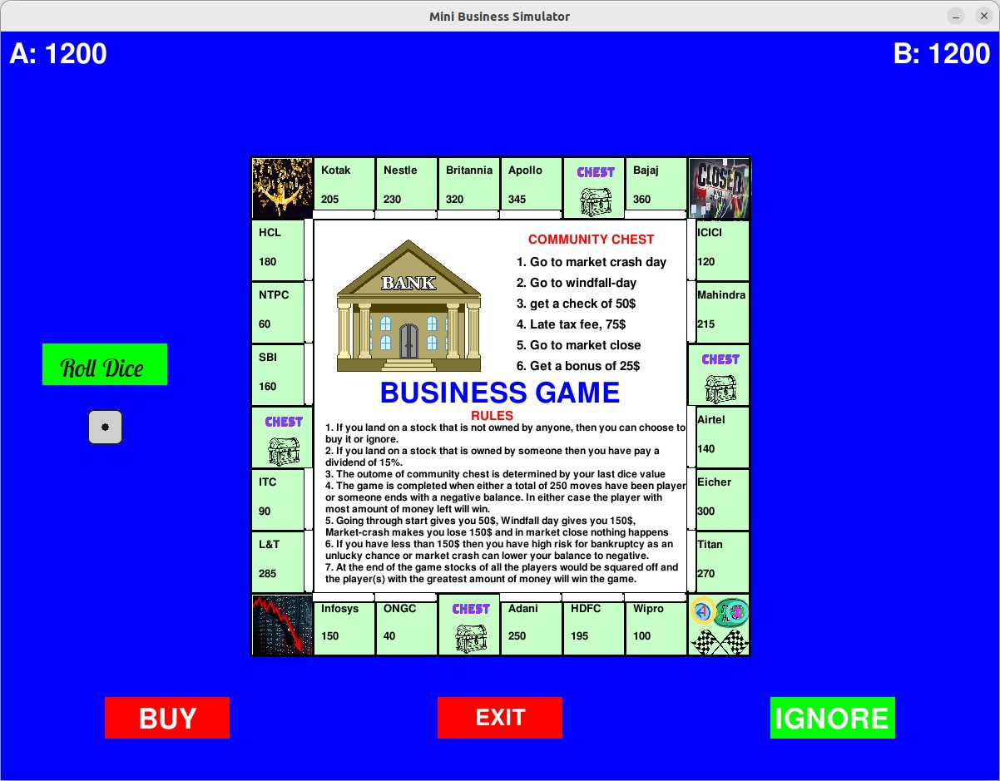 Mini Business Simulator
A: 1200
B: 1200
Kotak
205
Nestle
230
Britannia
320
Apollo
345
CHEST
Bajaj
360
CLOSED
HCL
180
NTPC
60
SBI
160
CHEST
ITC
90
L&T
285
BANK
COMMUNITY CHEST
1. Go to market crash day
2. Go to windfall-day
3. get a check of 50$
4. Late tax fee, 75$
5. Go to market close
6. Get a bonus of 25$
BUSINESS GAME
RULES
1. If you land on a stock that is not owned by anyone, then you can choose to
buy it or ignore.
2. If you land on a stock that is owned by someone then you have pay a
dividend of 15%.
3. The outome of community chest is determined by your last dice value
4. The game is completed when either a total of 250 moves have been player
or someone ends with a negative balance. In either case the player with
most amount of money left will win.
5. Going through start gives you 50$, Windfall day gives you 150$,
Market-crash makes you lose 150$ and in market close nothing happens
6. If you have less than 150$ then you have high risk for bankruptcy as an
unlucky chance or market crash can lower your balance to negative.
7. At the end of the game stocks of all the players would be squared off and
the player(s) with the greatest amount of money will win the game.
ICICI
120
Mahindra
215
CHEST
Airtel
140
Eicher
300
Titan
270
Infosys
150
ONGC
40
CHEST
Adani
250
HDFC
195
Wipro
100
1
2
Roll Dice
BUY
EXIT
IGNORE